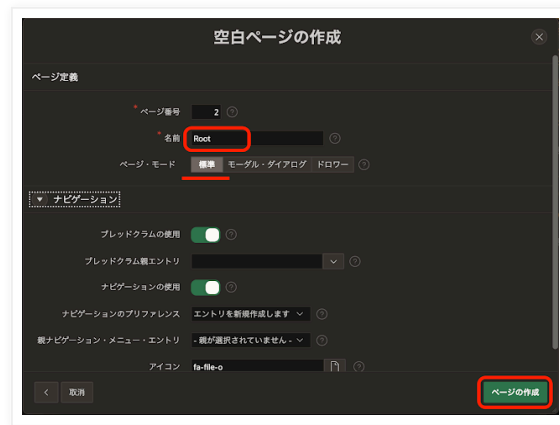 空白ページの作成
ページ定義
* ページ番号 2
* 名前 Root
ページ・モード 標準 モーダル・ダイアログ ドロワー
ナビゲーション
ブレッドクラムの使用
ブレッドクラム親エントリ
ナビゲーションの使用
ナビゲーションのプリファレンス エントリを新規作成します
親ナビゲーション・メニュー・エントリ - 親が選択されていません -
アイコン fa-file-o
取消 ページの作成